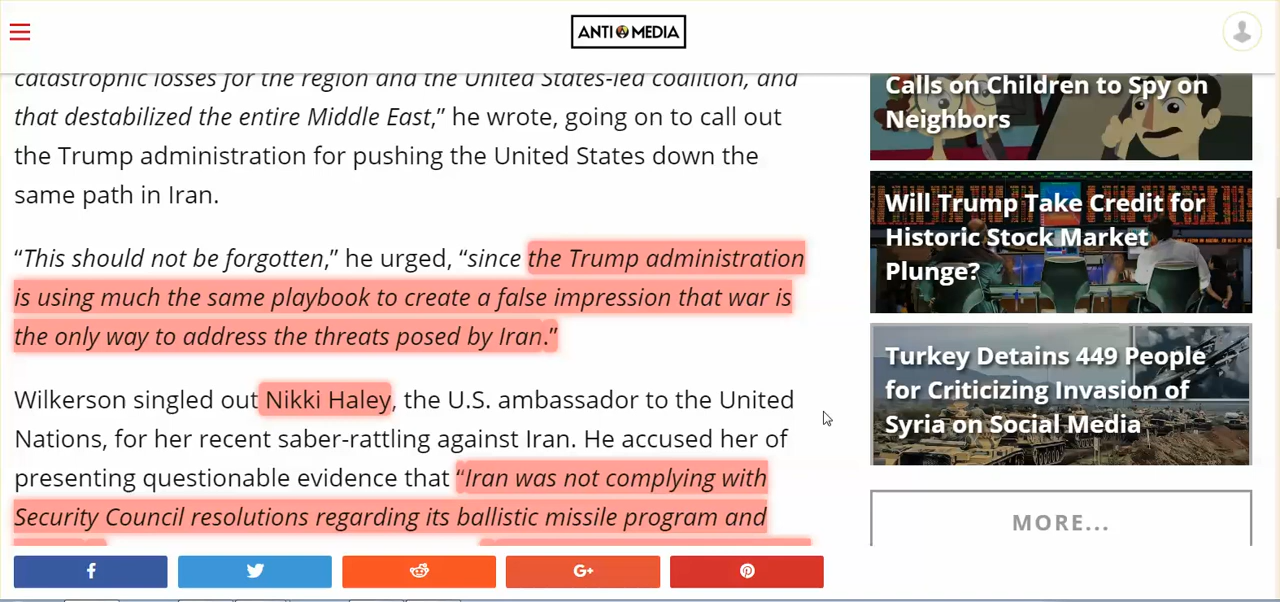 ANTI MEDIA
catastrophic losses for the region and the United States-led coalition, and
that destabilized the entire Middle East,” he wrote, going on to call out
the Trump administration for pushing the United States down the
same path in Iran.
“This should not be forgotten,” he urged, “since the Trump administration
is using much the same playbook to create a false impression that war is
the only way to address the threats posed by Iran.”
Wilkerson singled out Nikki Haley, the U.S. ambassador to the United
Nations, for her recent saber-rattling against Iran. He accused her of
presenting questionable evidence that “Iran was not complying with
Security Council resolutions regarding its ballistic missile program and
Calls on Children to Spy on
Neighbors
Will Trump Take Credit for
Historic Stock Market
Plunge?
Turkey Detains 449 People
for Criticizing Invasion of
Syria on Social Media
MORE...
f
G+